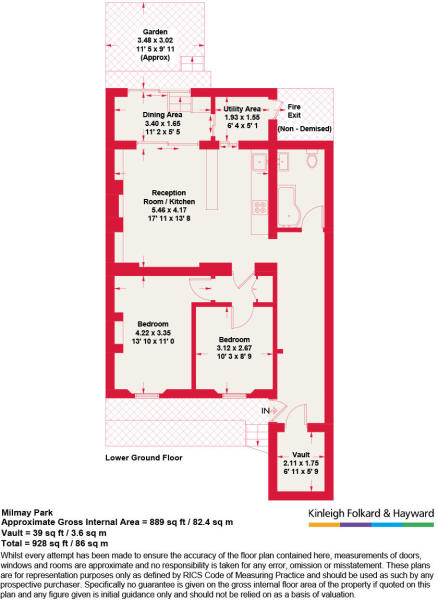 Garden
3.48 x 3.02
11' 5 x 9' 11
(Approx)
Dining Area
3.40 x 1.65
11' 2 x 5' 5
Utility Area
1.93 x 1.55
6' 4 x 5' 1
Fire
Exit
(Non - Demised)
Reception
Room / Kitchen
5.46 x 4.17
17' 11 x 13' 8
Bedroom
4.22 x 3.35
13' 10 x 11' 0
Bedroom
3.12 x 2.67
10' 3 x 8' 9
IN
Vault
2.11 x 1.75
6' 11 x 5' 9
Lower Ground Floor
Milmay Park
Approximate Gross Internal Area = 889 sq ft / 82.4 sq m
Vault = 39 sq ft / 3.6 sq m
Total = 928 sq ft / 86 sq m
Kinleigh Folkard & Hayward
Whilst every attempt has been made to ensure the accuracy of the floor plan contained here, measurements of doors,
windows and rooms are approximate and no responsibility is taken for any error, omission or misstatement. These plans
are for representation purposes only as defined by RICS Code of Measuring Practice and should be used as such by any
prospective purchaser. Specifically no guarantee is given on the gross internal floor area of the property if quoted on this
plan and any figure given is initial guidance only and should not be relied on as a basis of valuation.